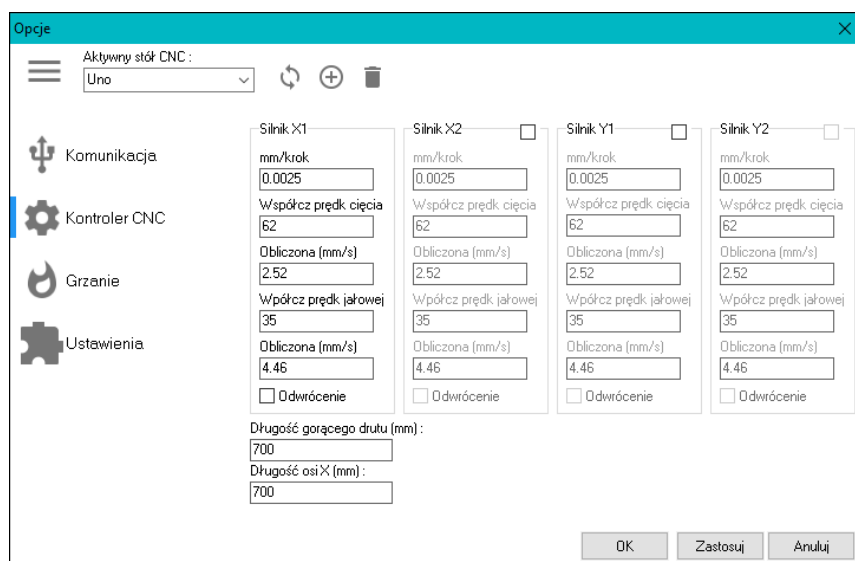 Opcje
Aktywny stół CNC :
Uno
Komunikacja
Kontroler CNC
Grzanie
Ustawienia
Silnik X1
mm/krok
0.0025
Współcz prędk cięcia
62
Obliczona (mm/s)
2.52
Wpółcz prędk jałowej
35
Obliczona (mm/s)
4.46
Odwrócenie
Silnik X2
mm/krok
0.0025
Współcz prędk cięcia
62
Obliczona (mm/s)
2.52
Wpółcz prędk jałowej
35
Obliczona (mm/s)
4.46
Odwrócenie
Silnik Y1
mm/krok
0.0025
Współcz prędk cięcia
62
Obliczona (mm/s)
2.52
Wpółcz prędk jałowej
35
Obliczona (mm/s)
4.46
Odwrócenie
Silnik Y2
mm/krok
0.0025
Współcz prędk cięcia
62
Obliczona (mm/s)
2.52
Wpółcz prędk jałowej
35
Obliczona (mm/s)
4.46
Odwrócenie
Długość gorącego drutu (mm) :
700
Długość osi X (mm) :
700
OK
Zastosuj
Anuluj